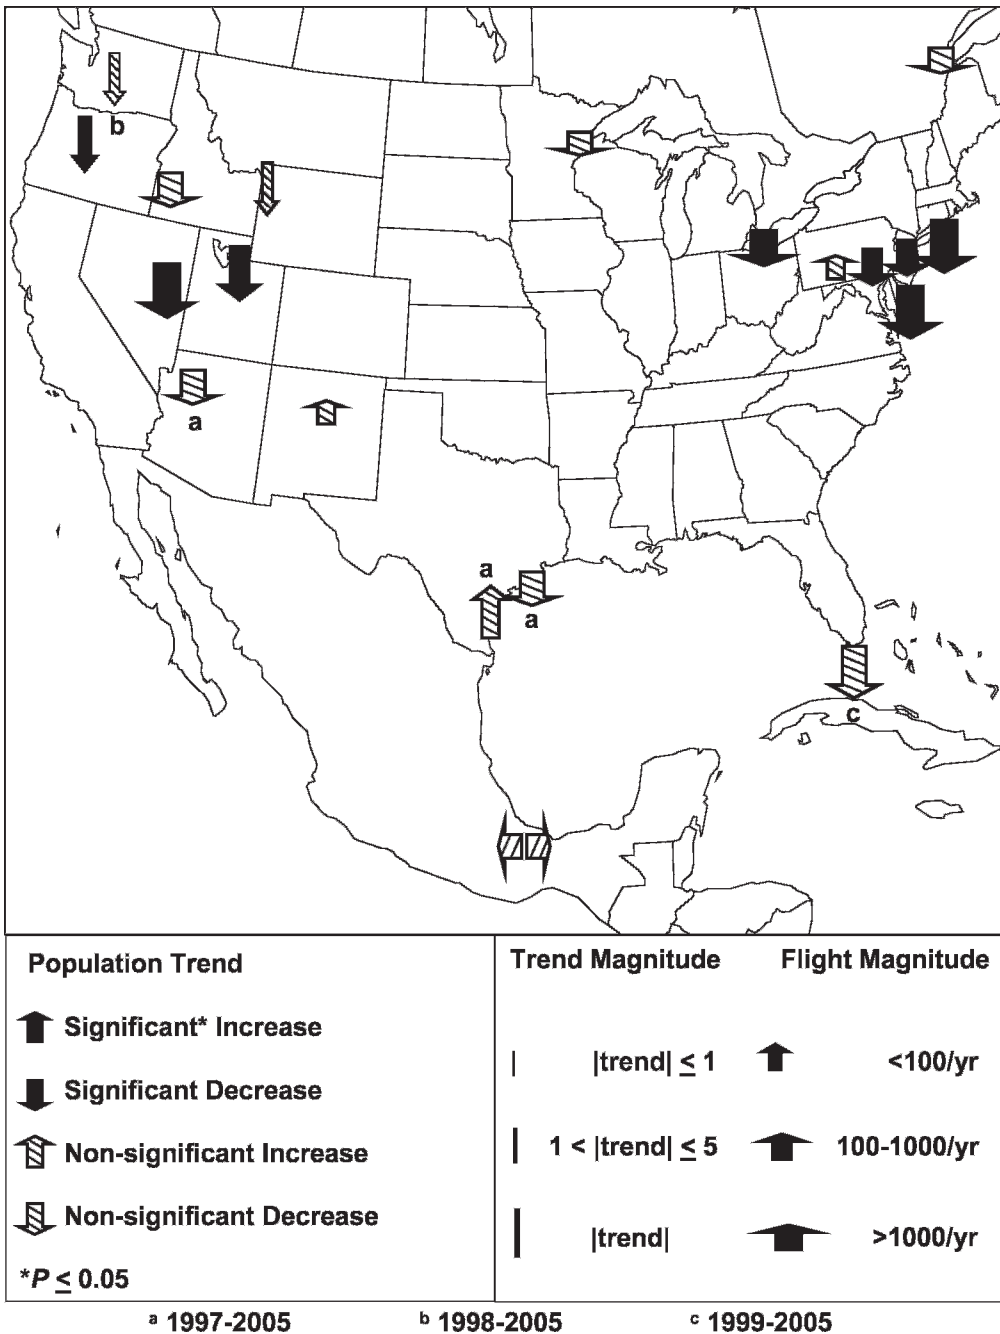 b
a
a
a
c
Population Trend
Significant* Increase
Significant Decrease
Non-significant Increase
Non-significant Decrease
*P ≤ 0.05
Trend Magnitude Flight Magnitude
|trend| ≤ 1 <100/yr
1 < |trend| ≤ 5 100-1000/yr
|trend| >1000/yr
a 1997-2005 b 1998-2005 c 1999-2005